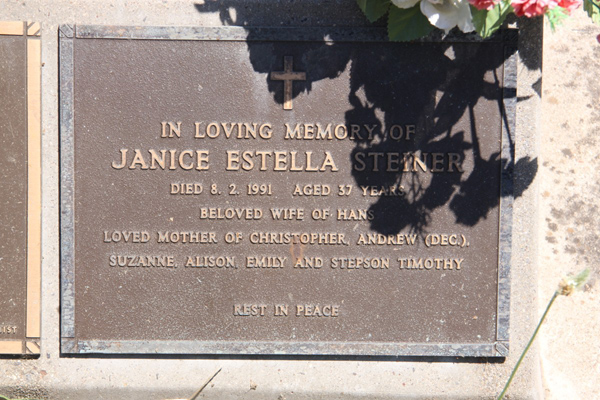 IN LOVING MEMORY OF
JANICE ESTELLA STEINER
DIED 8. 2. 1991 AGED 37 YEARS
BELOVED WIFE OF HANS
LOVED MOTHER OF CHRISTOPHER, ANDREW (DEC.),
SUZANNE, ALISON, EMILY AND STEPSON TIMOTHY
REST IN PEACE